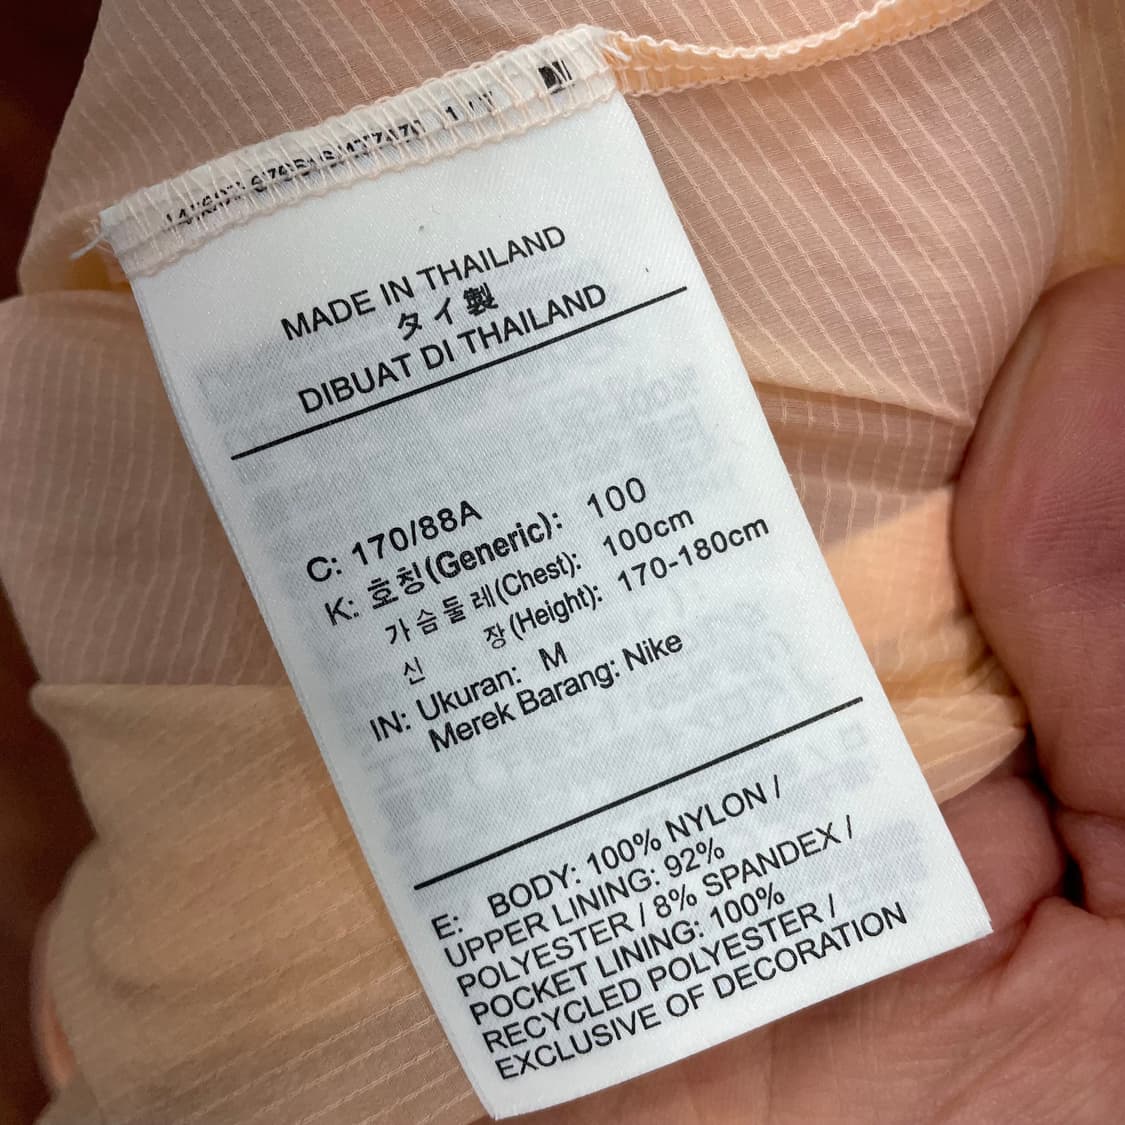 MADE IN THAILAND
タイ製
DIBUAT DI THAILAND
C: 170/88A
K: 호칭(Generic): 100
가슴둘레(Chest): 100cm
신 장(Height): 170-180cm
IN: Ukuran: M
Merek Barang: Nike
E: BODY: 100% NYLON /
UPPER LINING: 92%
POLYESTER / 8% SPANDEX /
POCKET LINING: 100%
RECYCLED POLYESTER /
EXCLUSIVE OF DECORATION